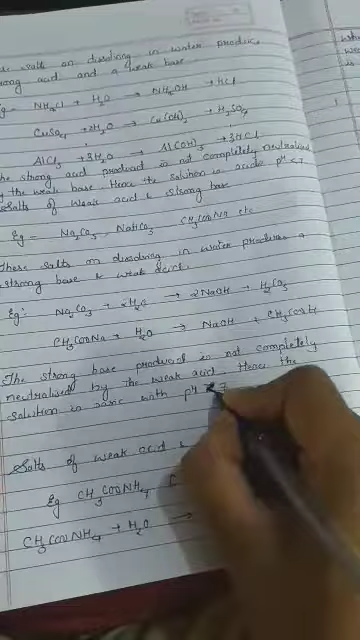 salts on dissolving in water produce
strong acid and a weak base
NH4Cl + H2O → NH4OH + HCl
CuSO4 + 2H2O → Cu(OH)2 + H2SO4
AlCl3 + 3H2O → Al(OH)3 + 3HCl
The strong acid produced is not completely neutralised
by the weak base. Hence the solution is acidic pH < 7
Salts of weak acid & strong base
Eg - Na2CO3, NaHCO3 CH3COONa etc
These salts on dissolving in water produces a
strong base & weak acid.
Eg: Na2CO3 + 2H2O → 2NaOH + H2CO3
CH3COONa + H2O → NaOH + CH3COOH
The strong base produced is not completely
neutralised by the weak acid. Hence the
solution is with pH 7
Salts of weak acid &
Eg CH3COONH4
CH3COONH4 + H2O →